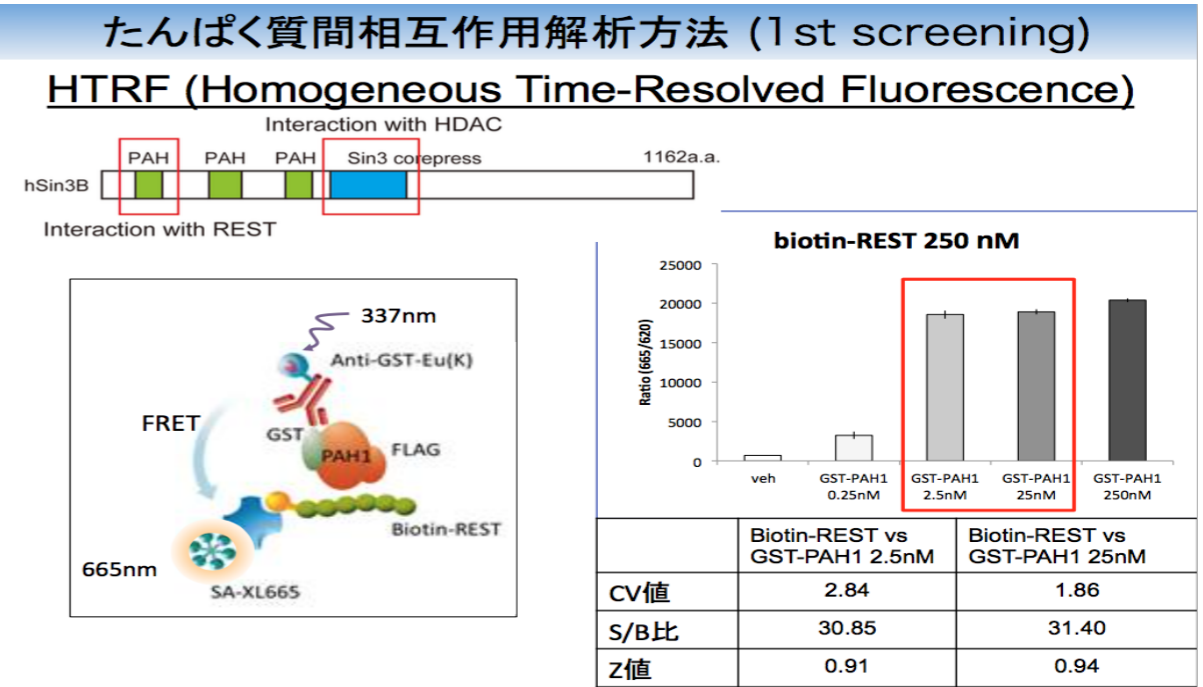 たんぱく質間相互作用解析方法 (1st screening)
HTRF (Homogeneous Time-Resolved Fluorescence)
Interaction with HDAC
PAH PAH PAH Sin3 corepress 1162a.a.
hSin3B
Interaction with REST
337nm
Anti-GST-Eu(K)
FRET
GST
PAH1
FLAG
Biotin-REST
665nm
SA-XL665
biotin-REST 250 nM
Ratio (665/620)
25000
20000
15000
10000
5000
0
veh GST-PAH1 GST-PAH1 GST-PAH1 GST-PAH1
0.25nM 2.5nM 25nM 250nM
Biotin-REST vs Biotin-REST vs
GST-PAH1 2.5nM GST-PAH1 25nM
CV値 2.84 1.86
S/B比 30.85 31.40
Z値 0.91 0.94